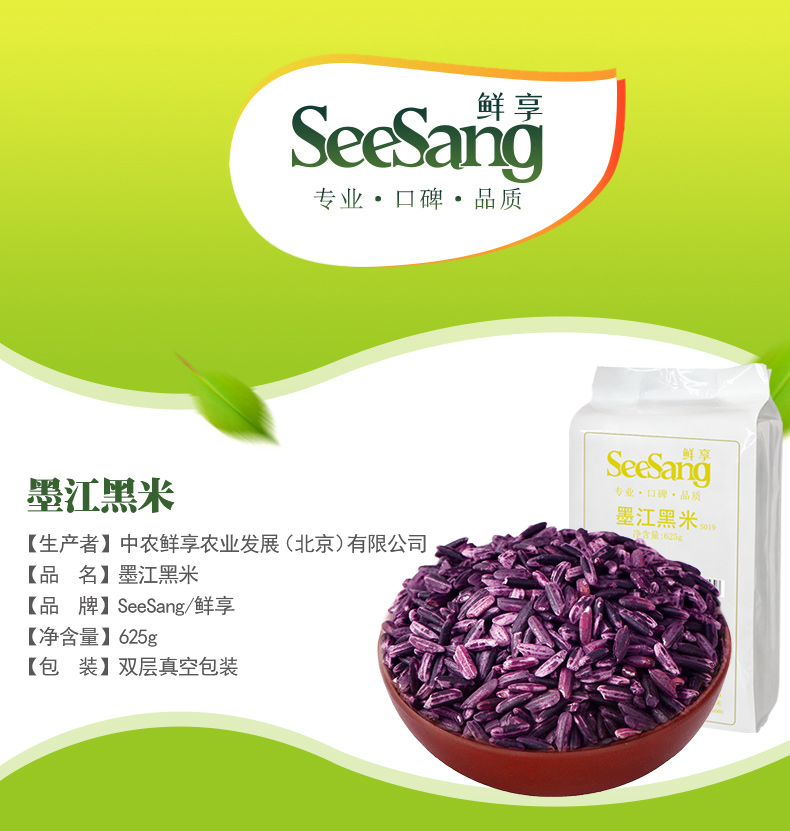 鲜享
SeeSang
专业·口碑·品质
墨江黑米
【生产者】中农鲜享农业发展(北京)有限公司
【品　名】墨江黑米
【品　牌】SeeSang/鲜享
【净含量】625g
【包　装】双层真空包装
鲜享
SeeSang
专业·口碑·品质
墨江黑米
净含量:625g